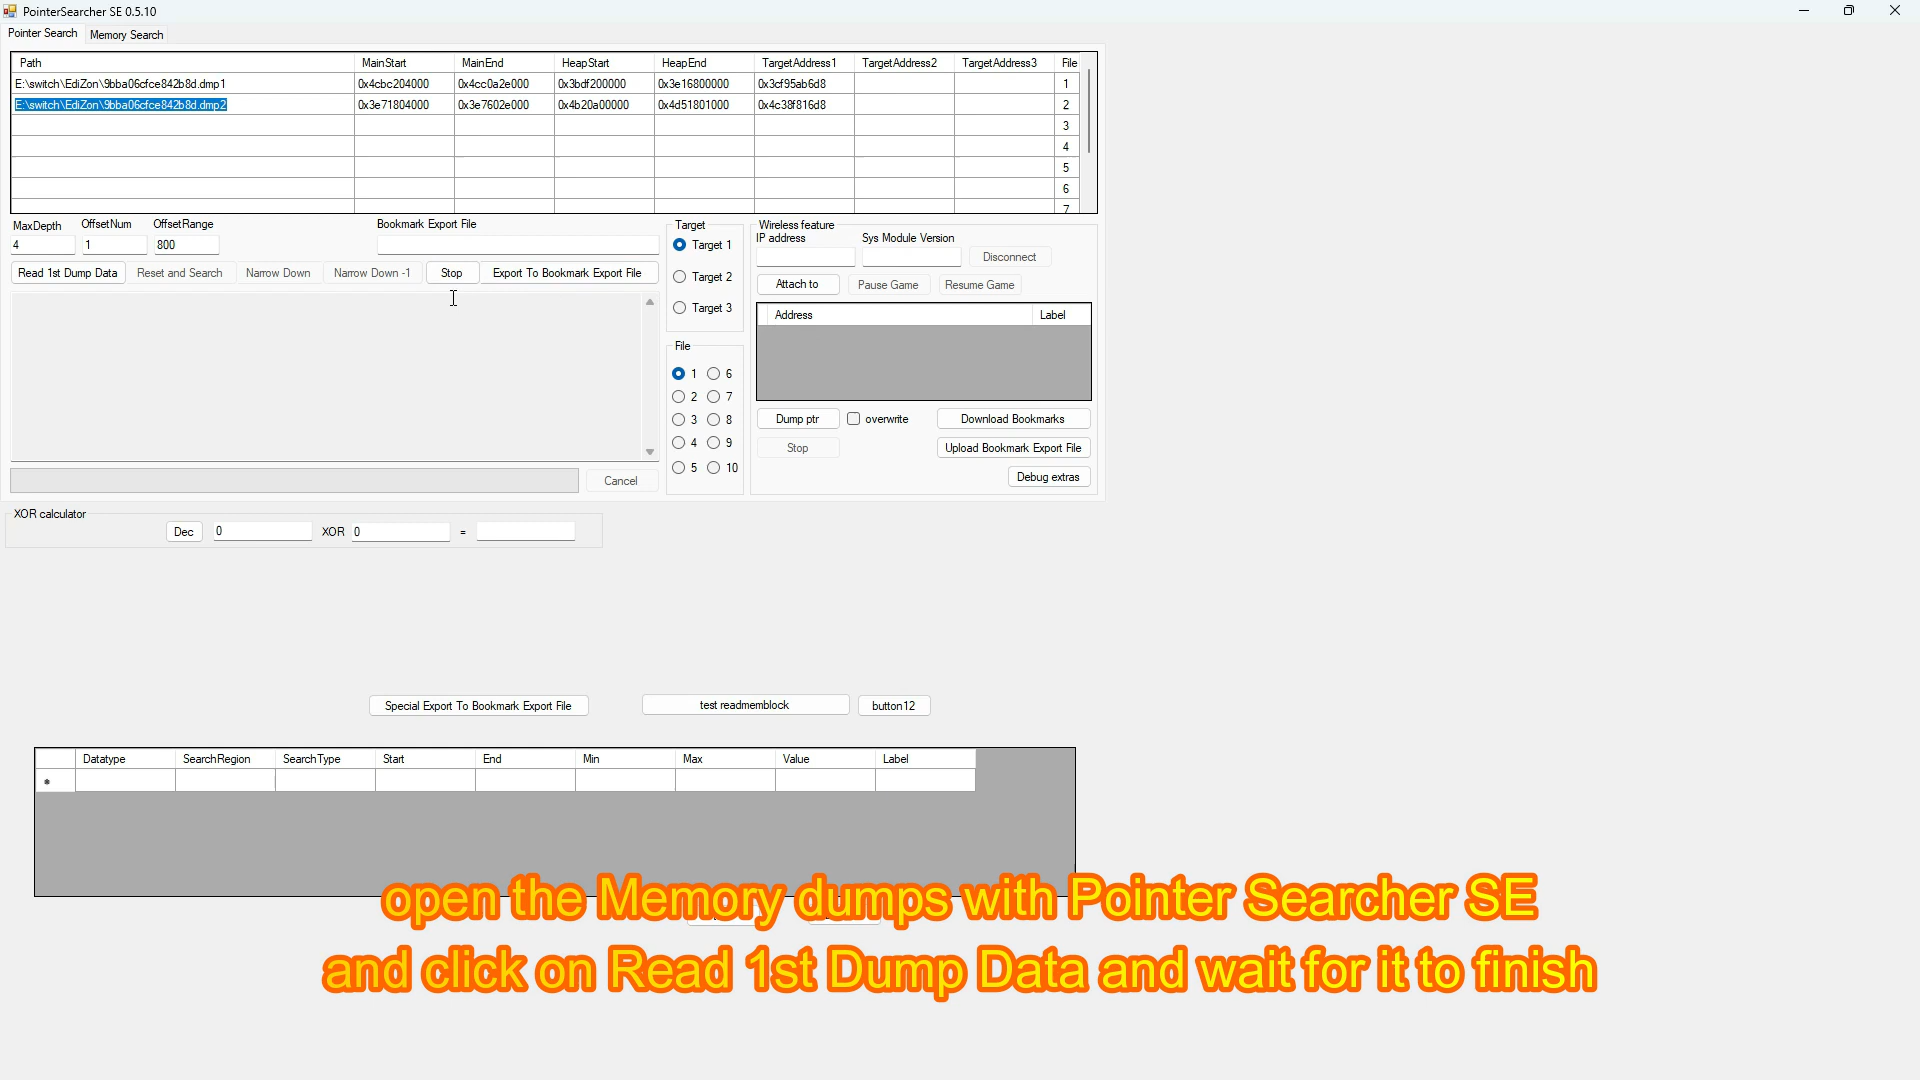 PointerSearcher SE 0.5.10
Pointer Search Memory Search
Path MainStart MainEnd HeapStart HeapEnd TargetAddress1 TargetAddress2 TargetAddress3 File
E:\switch\EdiZon\9bba06cfce842b8d.dmp1 0x4cbc204000 0x4cc0a2e000 0x3bdf200000 0x3e16800000 0x3cf95ab6d8 1
E:\switch\EdiZon\9bba06cfce842b8d.dmp2 0x3e71804000 0x3e7602e000 0x4b20a00000 0x4d51801000 0x4c38f816d8 2
3
4
5
6
7
MaxDepth OffsetNum OffsetRange Bookmark Export File
4 1 800
Read 1st Dump Data Reset and Search Narrow Down Narrow Down -1 Stop Export To Bookmark Export File
Cancel
Target
Target 1
Target 2
Target 3
File
1 6
2 7
3 8
4 9
5 10
Wireless feature
IP address Sys Module Version
Disconnect
Attach to Pause Game Resume Game
Address Label
Dump ptr overwrite Download Bookmarks
Stop Upload Bookmark Export File
Debug extras
XOR calculator
Dec 0 XOR 0 =
Special Export To Bookmark Export File test readmemblock button12
Datatype SearchRegion SearchType Start End Min Max Value Label
*
open the Memory dumps with Pointer Searcher SE
and click on Read 1st Dump Data and wait for it to finish